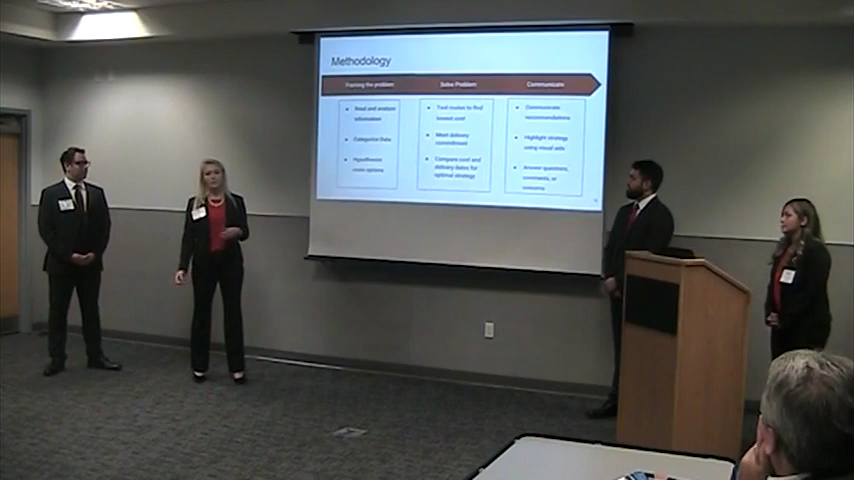 Methodology
Framing the problem
Solve Problem
Communicate
Read and analyze
information
Categorize Data
Hypothesize
route options
Test routes to find
lowest cost
Meet delivery
commitment
Compare cost and
delivery dates for
optimal strategy
Communicate
recommendations
Highlight strategy
using visual aids
Answer questions,
comments, or
concerns